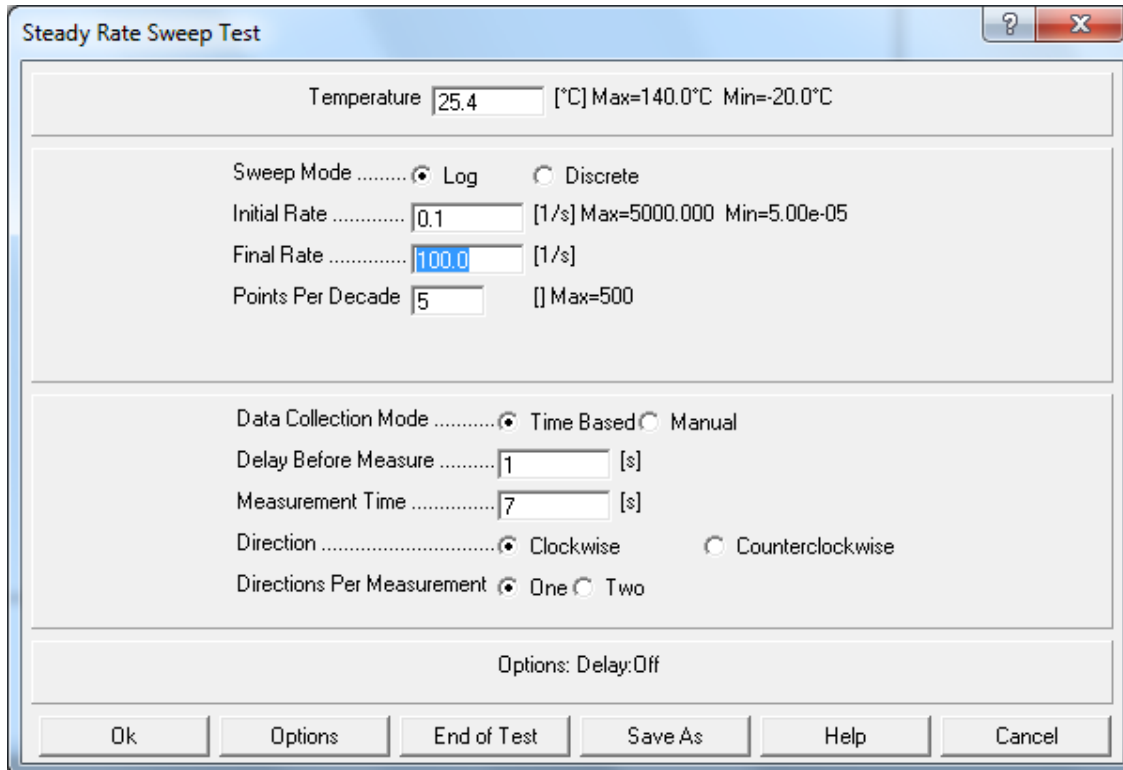 Steady Rate Sweep Test
Temperature 25.4 [°C] Max=140.0°C Min=-20.0°C
Sweep Mode ........ Log Discrete
Initial Rate ............. 0.1 [1/s] Max=5000.000 Min=5.00e-05
Final Rate .............. 100.0 [1/s]
Points Per Decade 5 [] Max=500
Data Collection Mode ........... Time Based Manual
Delay Before Measure .......... 1 [s]
Measurement Time ............... 7 [s]
Direction ............................... Clockwise Counterclockwise
Directions Per Measurement One Two
Options: Delay:Off
Ok Options End of Test Save As Help Cancel